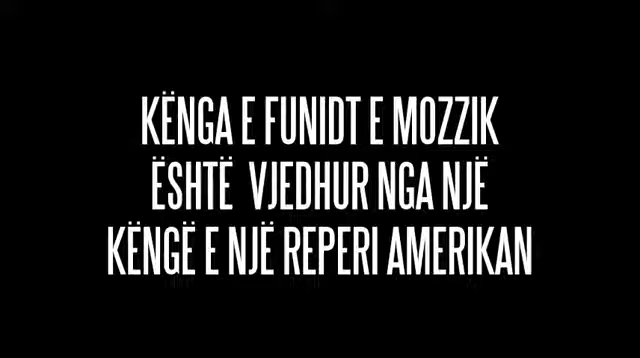 KËNGA E FUNIDT E MOZZIK
ËSHTË VJEDHUR NGA NJË
KËNGË E NJË REPERI AMERIKAN